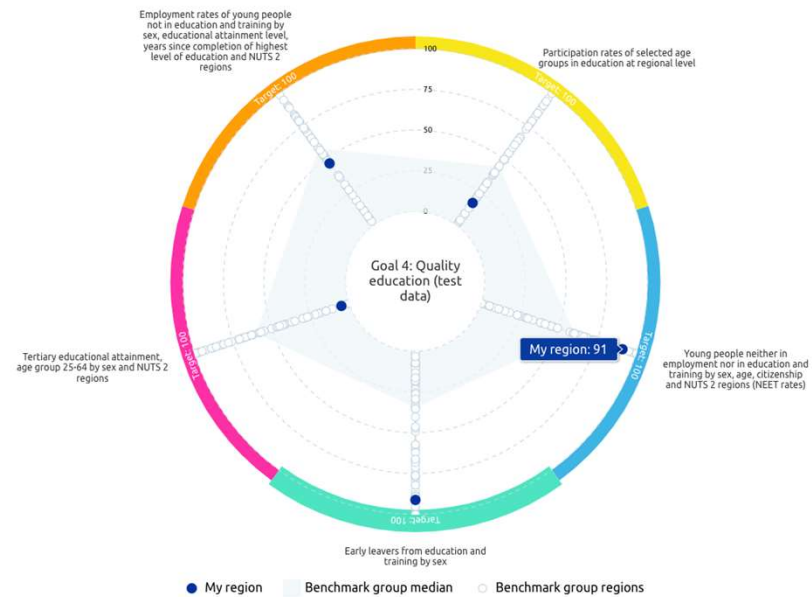 Employment rates of young people
not in education and training by
sex, educational attainment level,
years since completion of highest
level of education and NUTS 2
regions
Participation rates of selected age
groups in education at regional level
Target: 100
Target: 100
100
75
50
25
0
Goal 4: Quality
education (test
data)
My region: 91
Target: 100
Young people neither in
employment nor in education and
training by sex, age, citizenship
and NUTS 2 regions (NEET rates)
Tertiary educational attainment,
age group 25-64 by sex and NUTS 2
regions
Target: 100
Target: 100
Early leavers from education and
training by sex
My region
Benchmark group median
Benchmark group regions